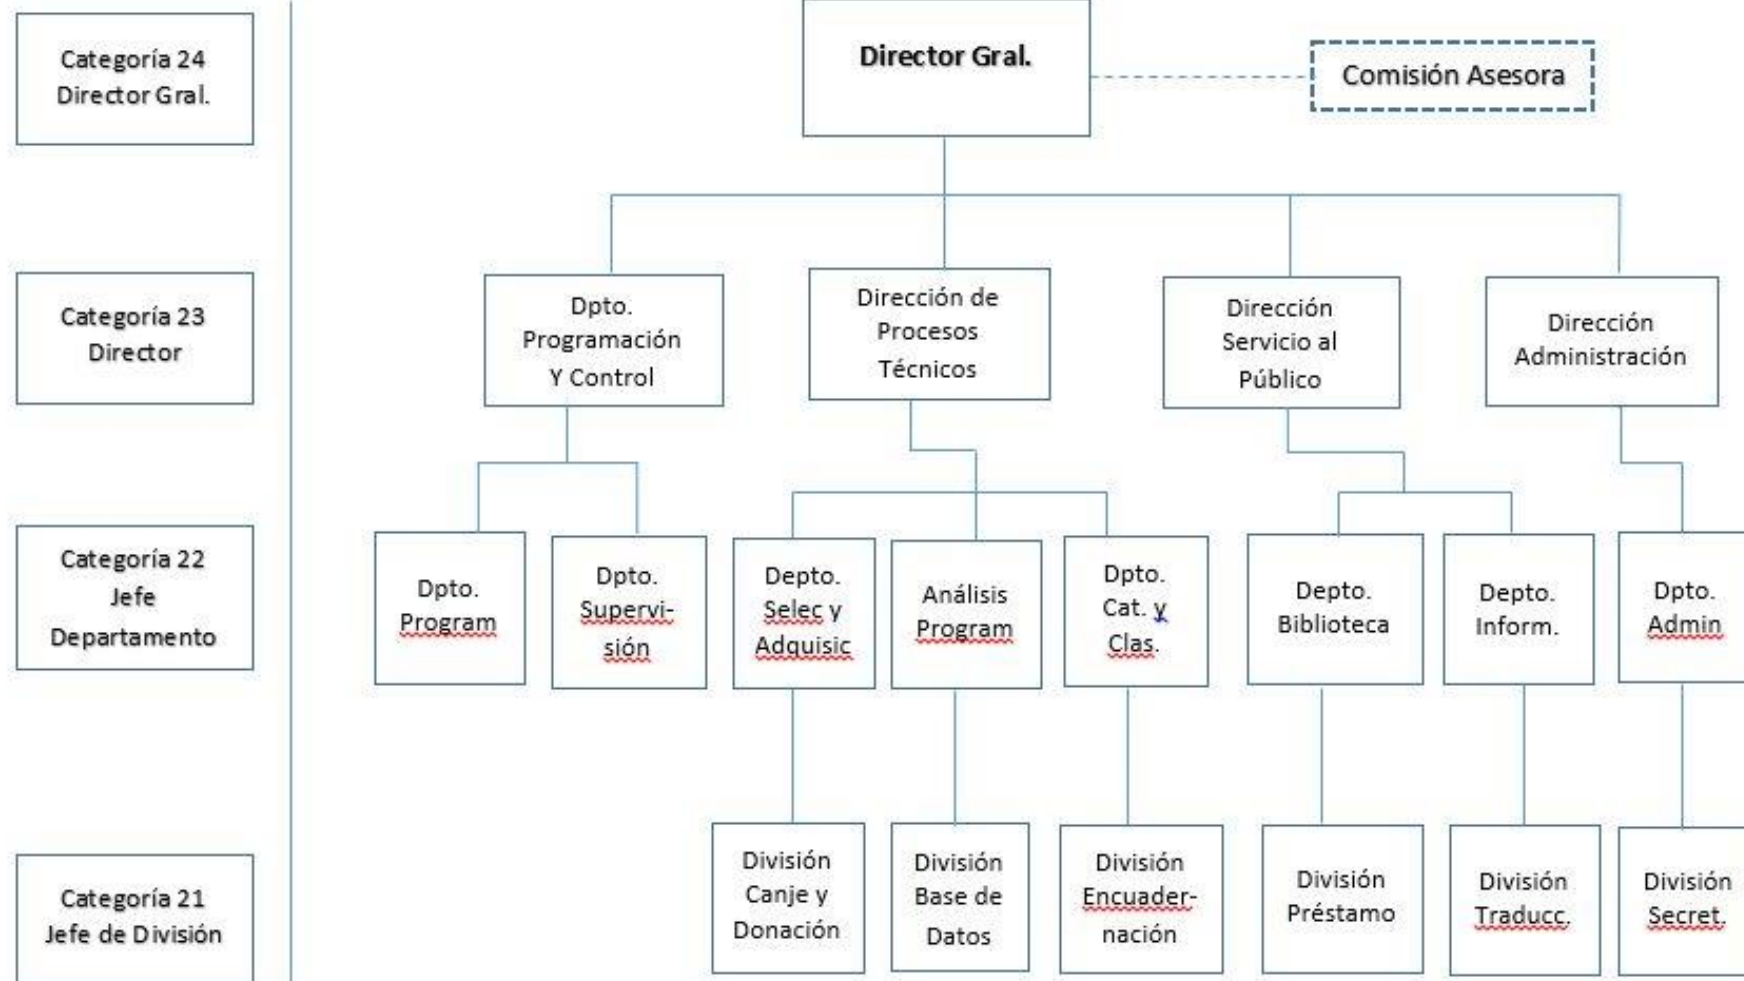 Categoría 24
Director Gral.
Director Gral.
Comisión Asesora
Categoría 23
Director
Dpto.
Programación
Y Control
Dirección de
Procesos
Técnicos
Dirección
Servicio al
Público
Dirección
Administración
Categoría 22
Jefe
Departamento
Dpto.
Program
Dpto.
Supervi-
sión
Depto.
Selec y
Adquisic
Análisis
Program
Dpto.
Cat. y
Clas.
Depto.
Biblioteca
Depto.
Inform.
Dpto.
Admin
Categoría 21
Jefe de División
División
Canje y
Donación
División
Base de
Datos
División
Encuader-
nación
División
Préstamo
División
Traducc.
División
Secret.